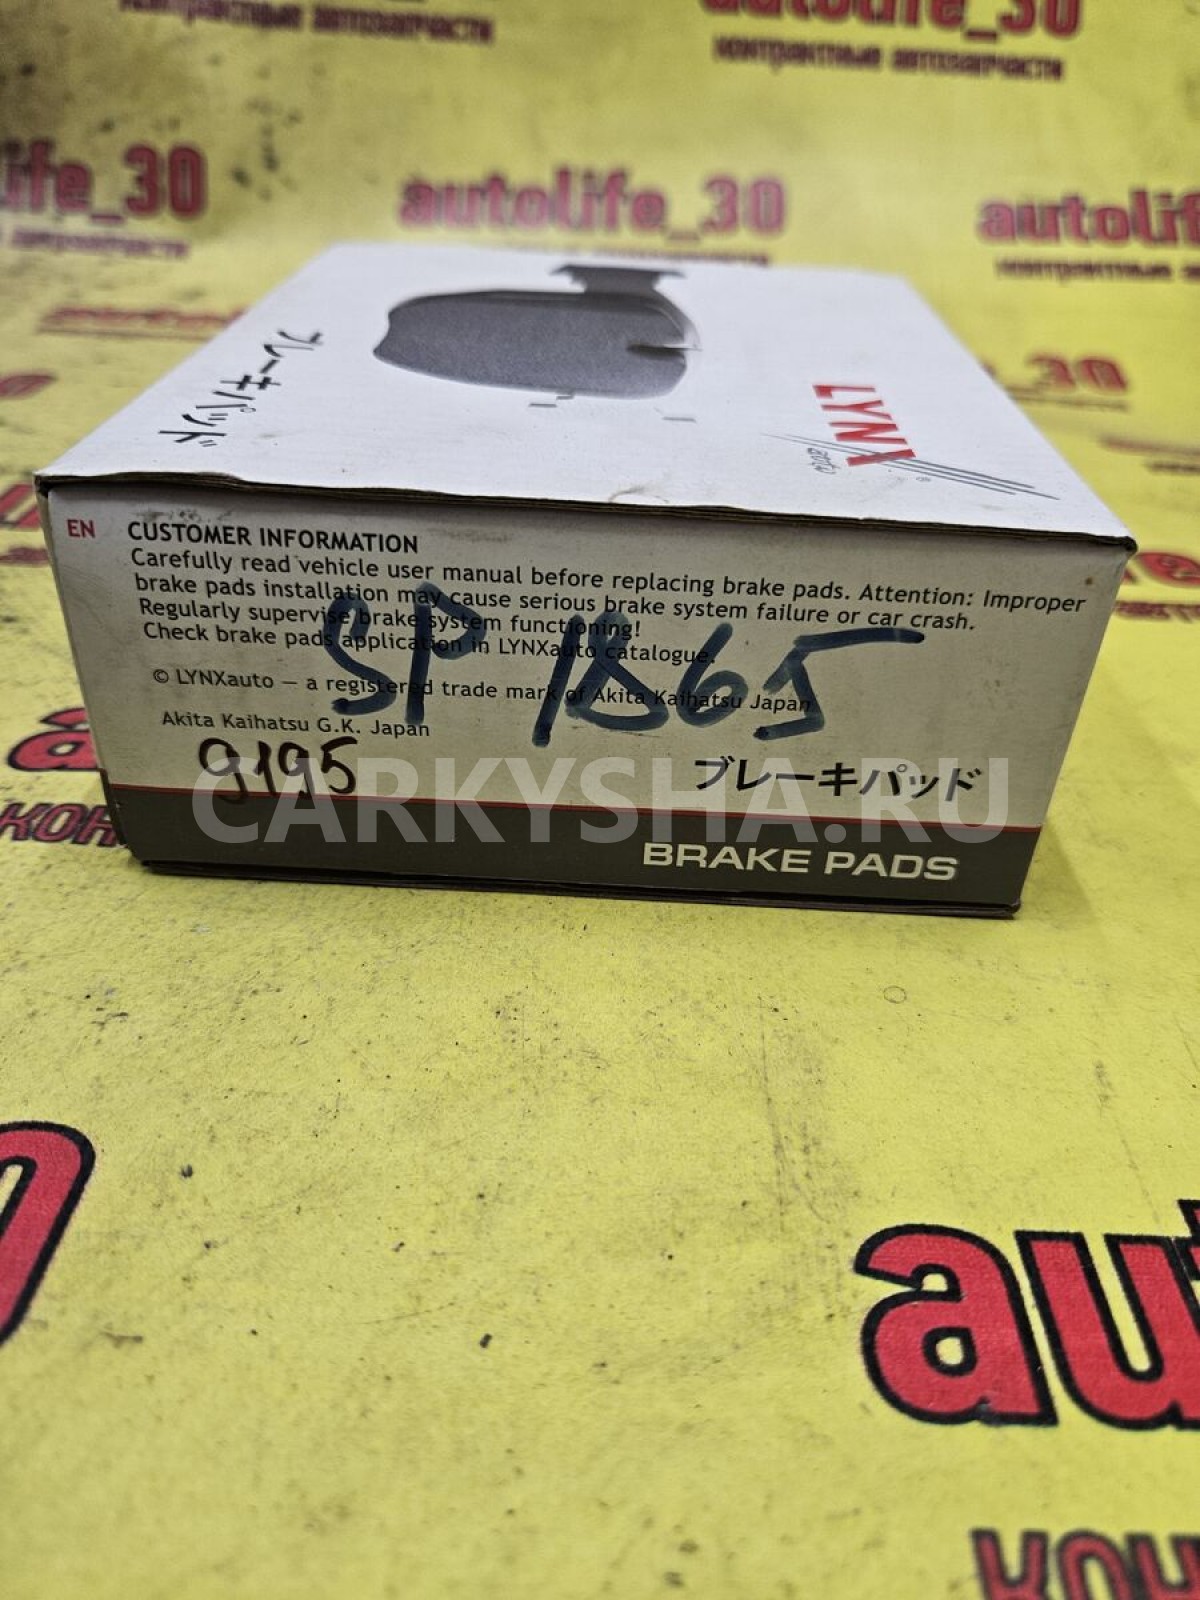 контрактные автозапчасти
autolife_30
контрактные автозапчасти
autolife_30
autolife_30
контрактные
ブレーキパッド
LYNX
auto
EN CUSTOMER INFORMATION
Carefully read vehicle user manual before replacing brake pads. Attention: Improper
brake pads installation may cause serious brake system failure or car crash.
Regularly supervise brake system functioning!
Check brake pads application in LYNXauto catalogue.
SP 1865
© LYNXauto — a registered trade mark of Akita Kaihatsu Japan
Akita Kaihatsu G.K. Japan
9195
ブレーキパッド
CARKYSHA.RU
BRAKE PADS